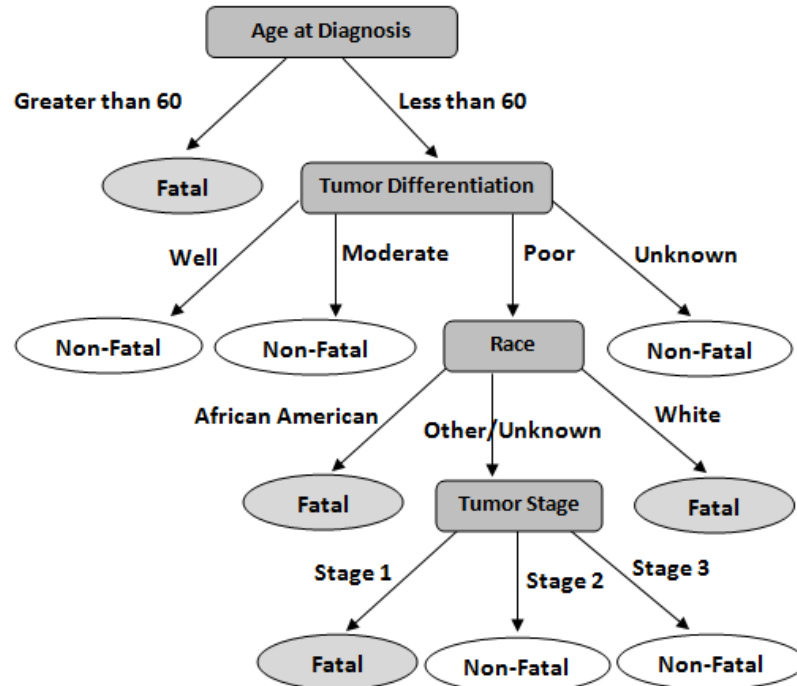 Age at Diagnosis
Greater than 60
Less than 60
Fatal
Tumor Differentiation
Well
Moderate
Poor
Unknown
Non-Fatal
Non-Fatal
Race
Non-Fatal
African American
Other/Unknown
White
Fatal
Tumor Stage
Fatal
Stage 1
Stage 2
Stage 3
Fatal
Non-Fatal
Non-Fatal